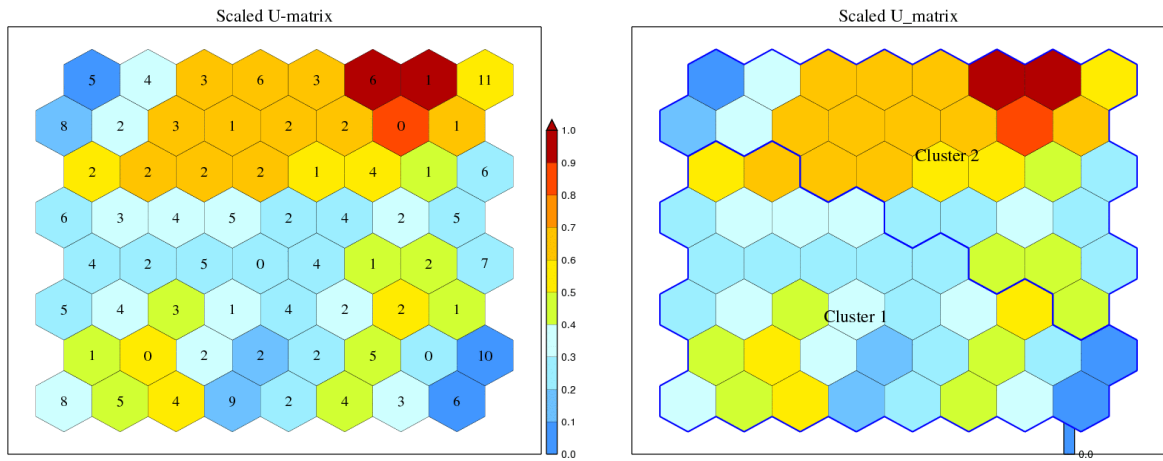 Scaled U-matrix
5 4 3 6 3 6 1 11
8 2 3 1 2 2 0 1
2 2 2 2 1 4 1 6
6 3 4 5 2 4 2 5
4 2 5 0 4 1 2 7
5 4 3 1 4 2 2 1
1 0 2 2 2 5 0 10
8 5 4 9 2 4 3 6
1.0
0.9
0.8
0.7
0.6
0.5
0.4
0.3
0.2
0.1
0.0
Scaled U_matrix
Cluster 2
Cluster 1
0.0